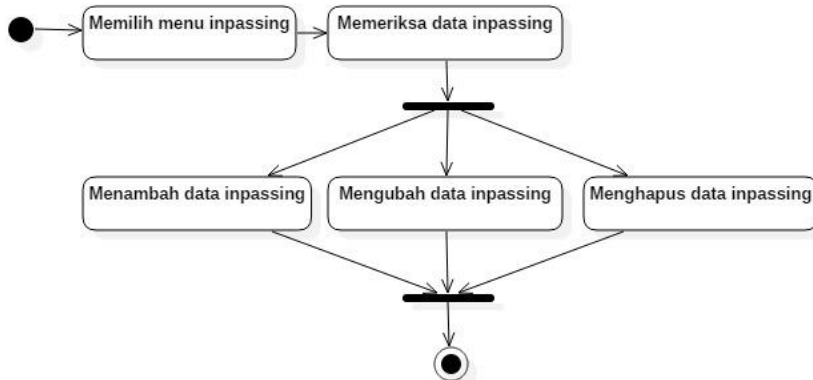 Memilih menu inpassing
Memeriksa data inpassing
Menambah data inpassing
Mengubah data inpassing
Menghapus data inpassing